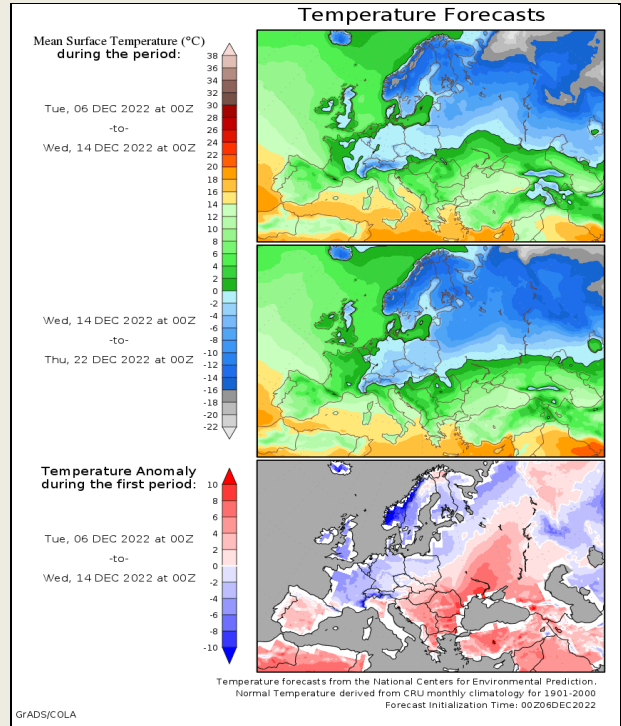 Temperature Forecasts
Mean Surface Temperature (°C)
during the period:
Tue, 06 DEC 2022 at 00Z
-to-
Wed, 14 DEC 2022 at 00Z
38
36
34
32
30
28
26
24
22
20
18
16
14
12
10
8
6
4
2
0
-2
-4
-6
-8
-10
-12
-14
-16
-18
-20
-22
Wed, 14 DEC 2022 at 00Z
-to-
Thu, 22 DEC 2022 at 00Z
Temperature Anomaly
during the first period:
Tue, 06 DEC 2022 at 00Z
-to-
Wed, 14 DEC 2022 at 00Z
10
8
6
4
2
0
-2
-4
-6
-8
-10
Temperature forecasts from the National Centers for Environmental Prediction.
Normal Temperature derived from CRU monthly climatology for 1901-2000
Forecast Initialization Time: 00Z06DEC2022
GrADS/COLA